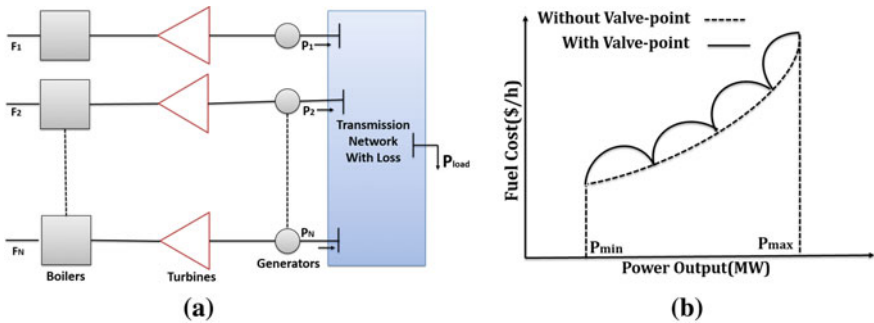 F1
P1
F2
P2
Transmission
Network
With Loss
Pload
PN
FN
Boilers
Turbines
Generators
(a)
Without Valve-point
With Valve-point
Fuel Cost($/h)
Pmin
Pmax
Power Output(MW)
(b)